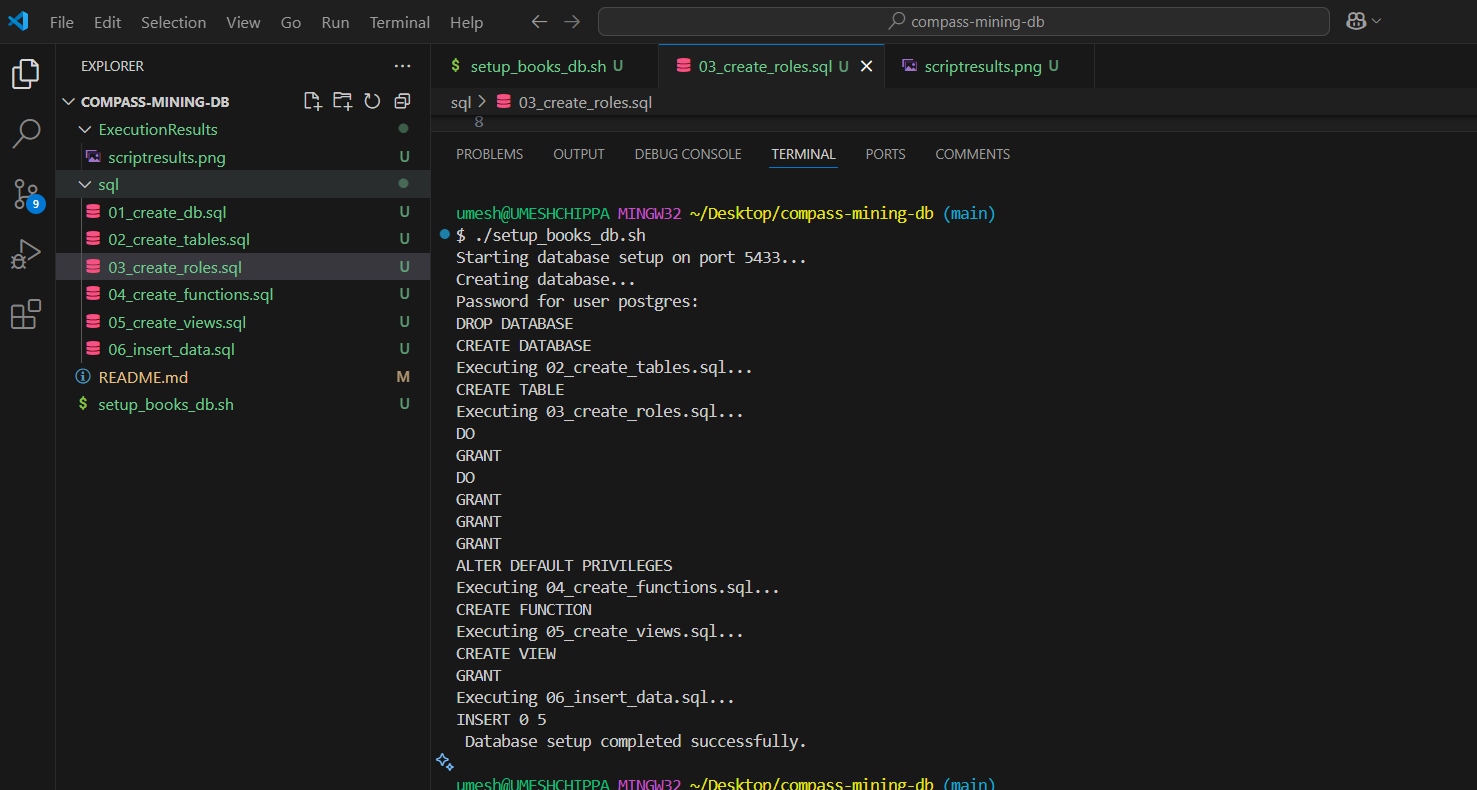 File Edit Selection View Go Run Terminal Help compass-mining-db
EXPLORER
COMPASS-MINING-DB
ExecutionResults
scriptresults.png U
sql
01_create_db.sql U
02_create_tables.sql U
03_create_roles.sql U
04_create_functions.sql U
05_create_views.sql U
06_insert_data.sql U
README.md M
$ setup_books_db.sh U
9
$ setup_books_db.sh U 03_create_roles.sql U scriptresults.png U
sql > 03_create_roles.sql
8
PROBLEMS OUTPUT DEBUG CONSOLE TERMINAL PORTS COMMENTS
umesh@UMESHCHIPPA MINGW32 ~/Desktop/compass-mining-db (main)
$ ./setup_books_db.sh
Starting database setup on port 5433...
Creating database...
Password for user postgres:
DROP DATABASE
CREATE DATABASE
Executing 02_create_tables.sql...
CREATE TABLE
Executing 03_create_roles.sql...
DO
GRANT
DO
GRANT
GRANT
GRANT
ALTER DEFAULT PRIVILEGES
Executing 04_create_functions.sql...
CREATE FUNCTION
Executing 05_create_views.sql...
CREATE VIEW
GRANT
Executing 06_insert_data.sql...
INSERT 0 5
Database setup completed successfully.
umesh@UMESHCHIPPA MINGW32 ~/Desktop/compass-mining-db (main)